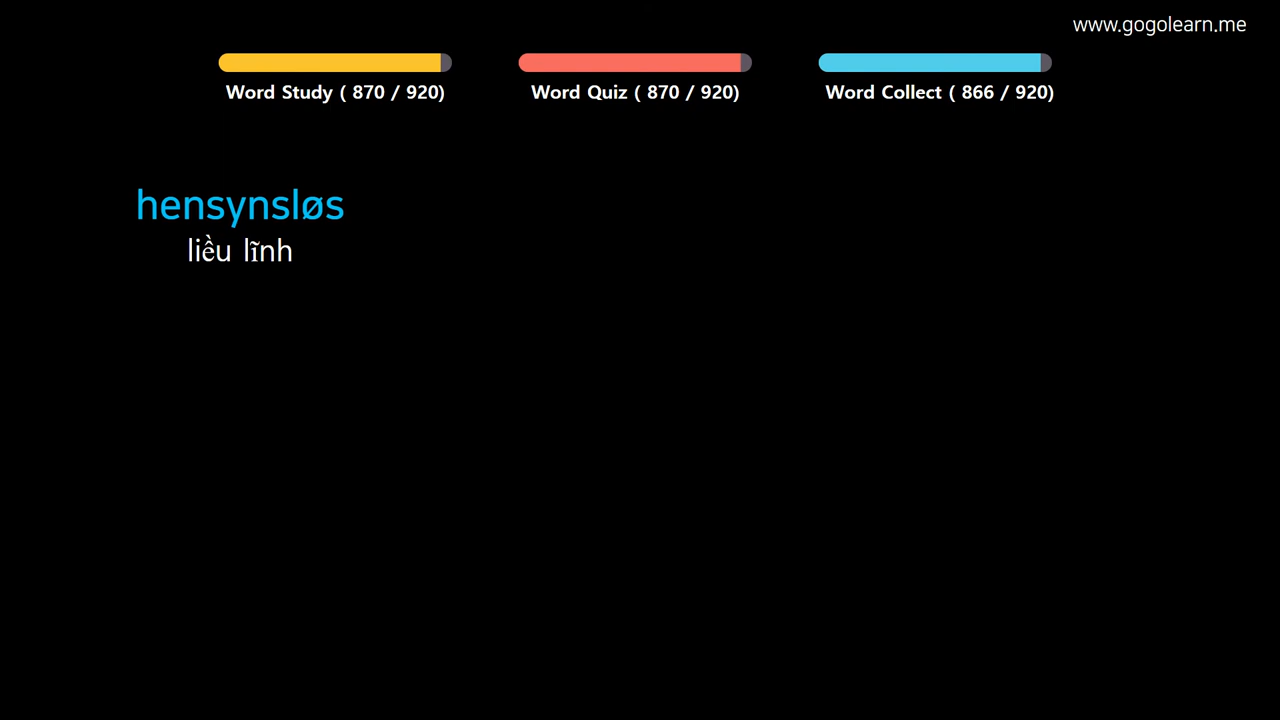 www.gogolearn.me
Word Study ( 870 / 920)
Word Quiz ( 870 / 920)
Word Collect ( 866 / 920)
hensynsløs
liều lĩnh